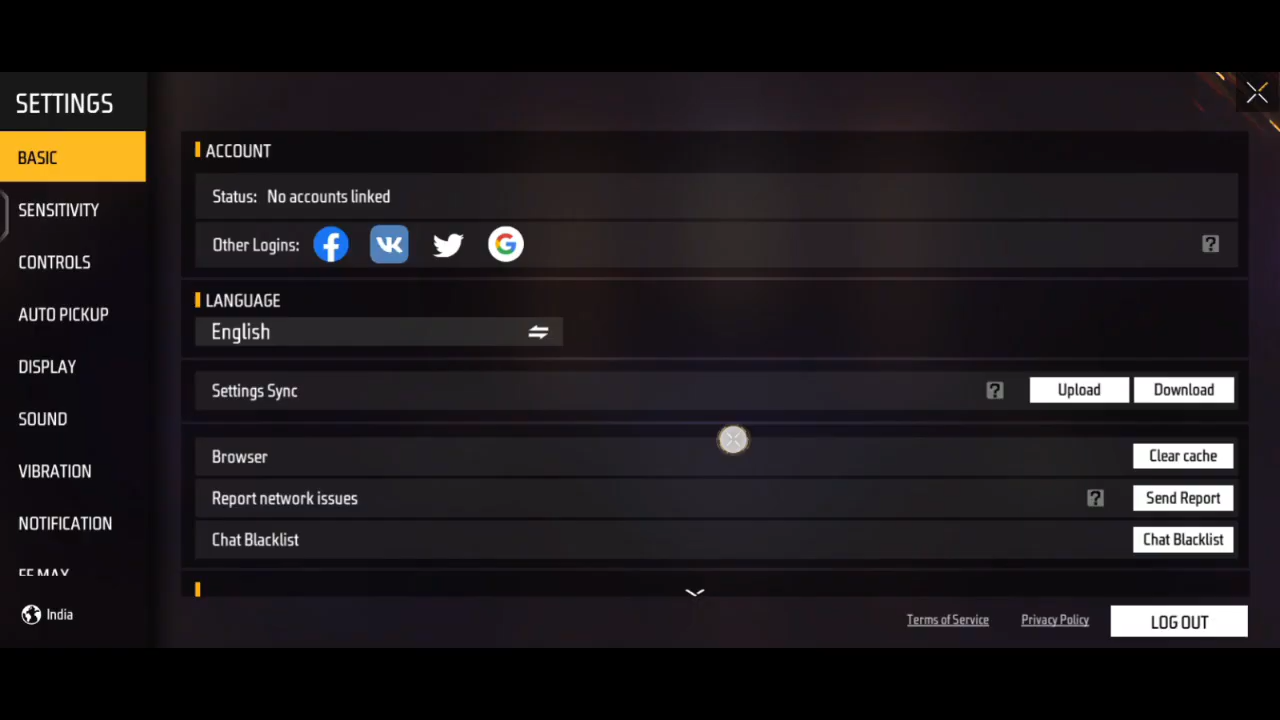 SETTINGS
BASIC
SENSITIVITY
CONTROLS
AUTO PICKUP
DISPLAY
SOUND
VIBRATION
NOTIFICATION
FF MAX
India
ACCOUNT
Status: No accounts linked
Other Logins:
?
LANGUAGE
English
Settings Sync ? Upload Download
Browser Clear cache
Report network issues ? Send Report
Chat Blacklist Chat Blacklist
Terms of Service Privacy Policy LOG OUT